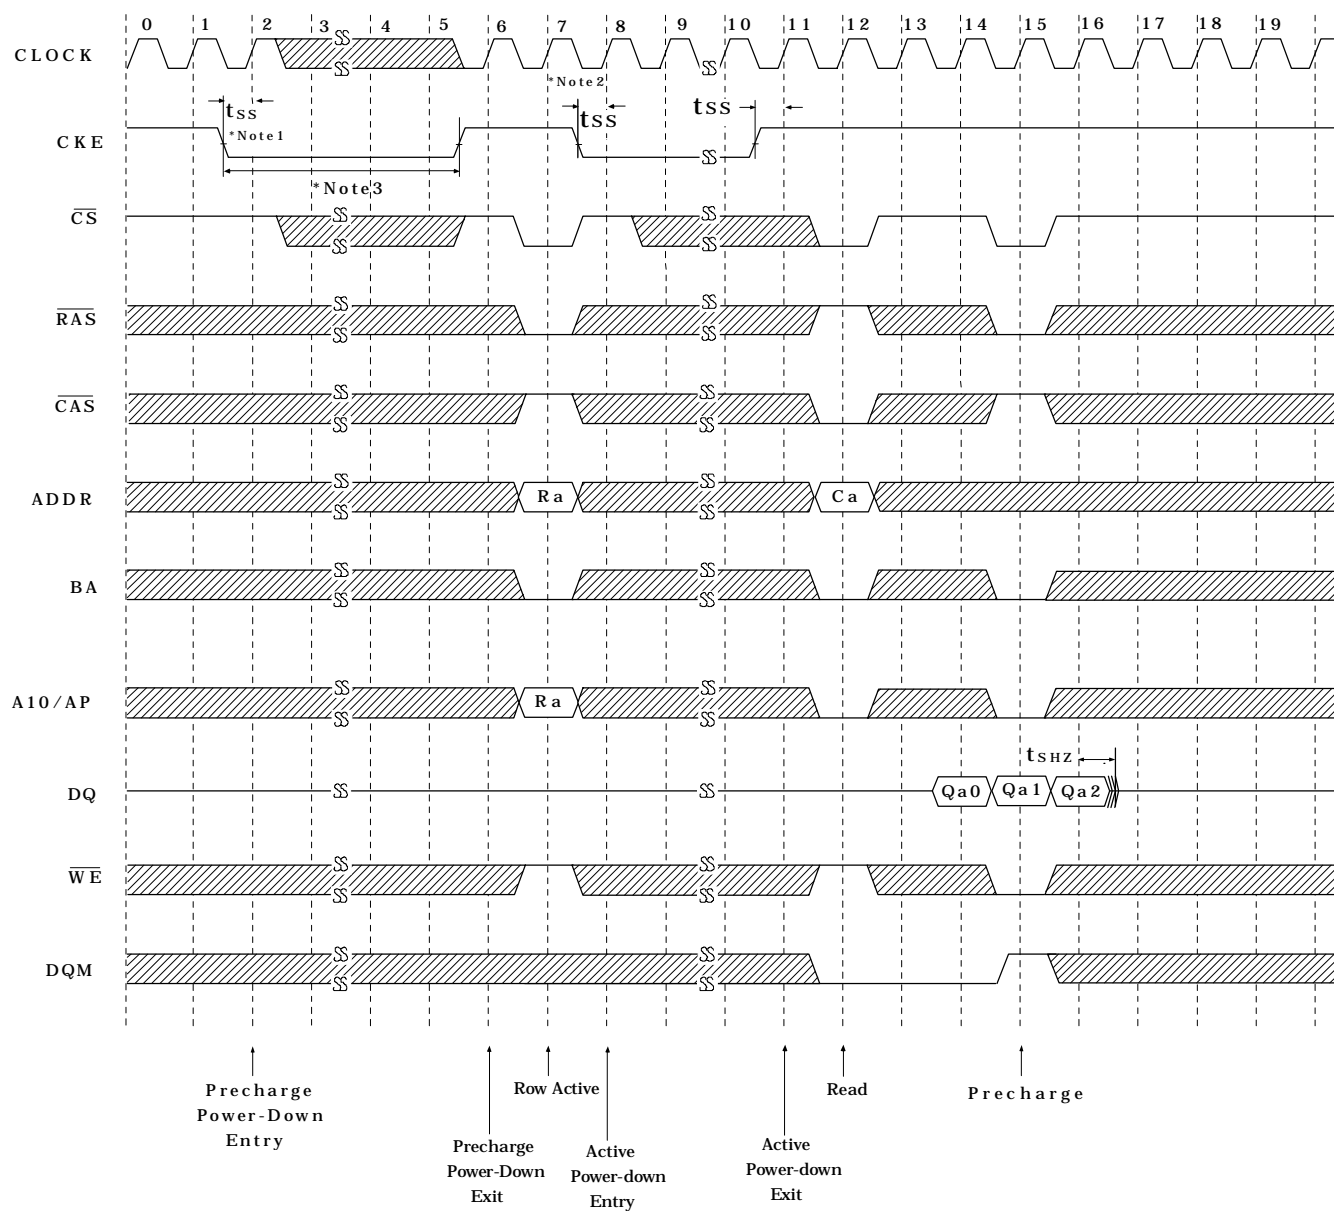 0 1 2 3 4 5 6 7 8 9 10 11 12 13 14 15 16 17 18 19
CLOCK
*Note2
tss
tss
tss
*Note1
CKE
*Note3
CS
RAS
CAS
ADDR Ra Ca
BA
A10/AP Ra
tSHZ
DQ Qa0 Qa1 Qa2
WE
DQM
Precharge
Power-Down
Entry
Precharge
Power-Down
Exit
Row Active
Active
Power-down
Entry
Active
Power-down
Exit
Read
Precharge